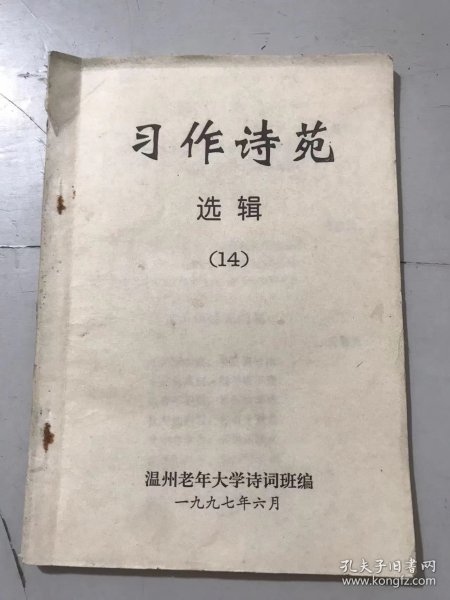 习作诗苑
选辑
(14)
温州老年大学诗词班编
一九九七年六月
孔夫子旧书网
www.kongfz.com